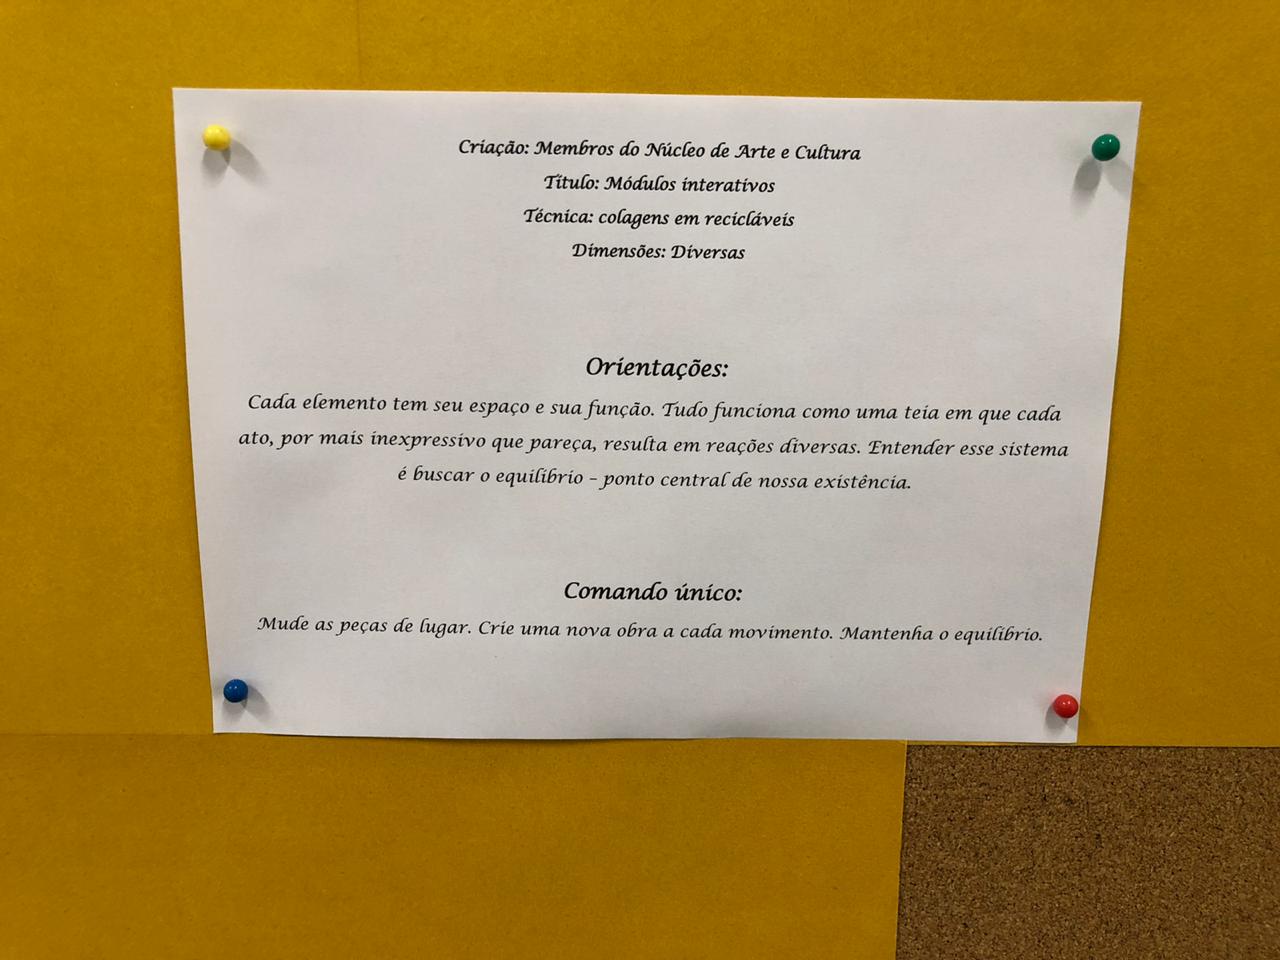 Criação: Membros do Núcleo de Arte e Cultura
Título: Módulos interativos
Técnica: colagens em recicláveis
Dimensões: Diversas
Orientações:
Cada elemento tem seu espaço e sua função. Tudo funciona como uma teia em que cada
ato, por mais inexpressivo que pareça, resulta em reações diversas. Entender esse sistema
é buscar o equilíbrio – ponto central de nossa existência.
Comando único:
Mude as peças de lugar. Crie uma nova obra a cada movimento. Mantenha o equilíbrio.